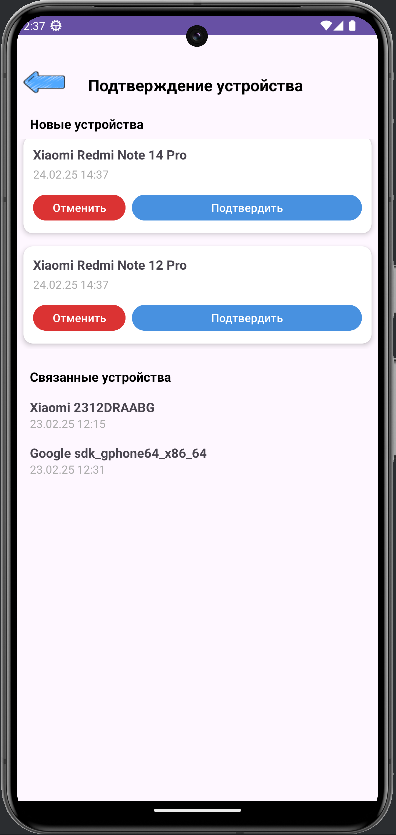 2:37
Подтверждение устройства
Новые устройства
Xiaomi Redmi Note 14 Pro
24.02.25 14:37
Отменить Подтвердить
Xiaomi Redmi Note 12 Pro
24.02.25 14:37
Отменить Подтвердить
Связанные устройства
Xiaomi 2312DRAABG
23.02.25 12:15
Google sdk_gphone64_x86_64
23.02.25 12:31